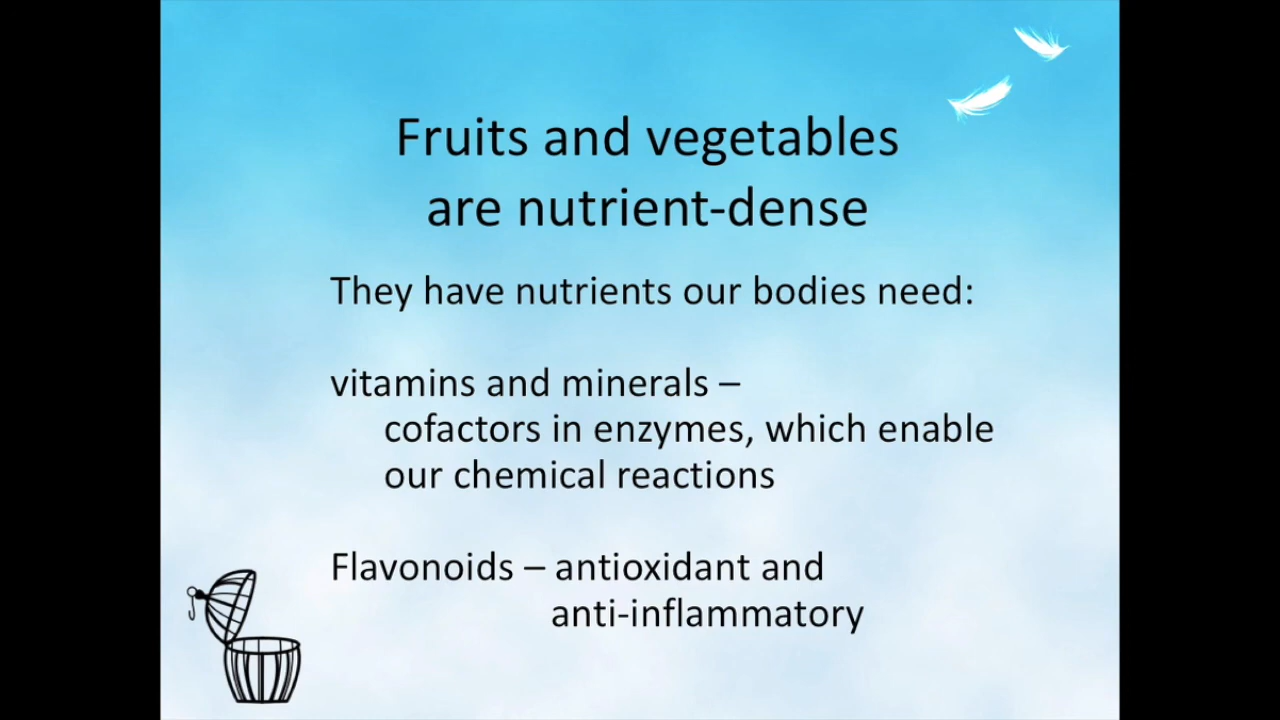 Fruits and vegetables
are nutrient-dense
They have nutrients our bodies need:
vitamins and minerals –
cofactors in enzymes, which enable
our chemical reactions
Flavonoids – antioxidant and
anti-inflammatory